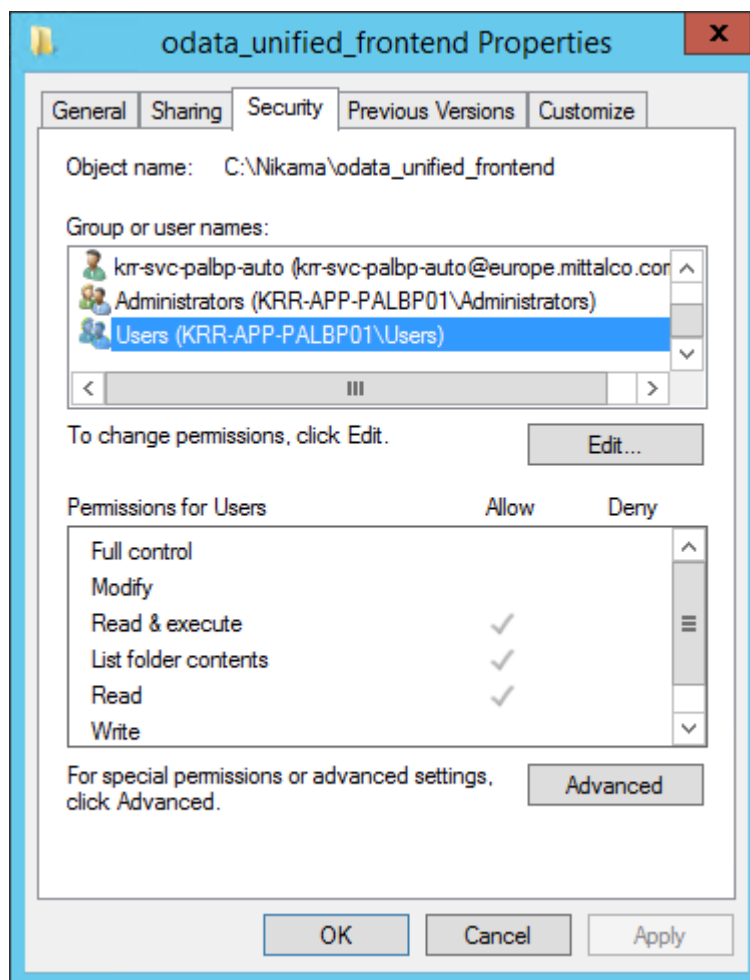 odata_unified_frontend Properties
General Sharing Security Previous Versions Customize
Object name: C:\Nikama\odata_unified_frontend
Group or user names:
krr-svc-palbp-auto (krr-svc-palbp-auto@europe.mittalco.cor
Administrators (KRR-APP-PALBP01\Administrators)
Users (KRR-APP-PALBP01\Users)
To change permissions, click Edit.
Edit...
Permissions for Users Allow Deny
Full control
Modify
Read & execute
List folder contents
Read
Write
For special permissions or advanced settings,
click Advanced.
Advanced
OK Cancel Apply